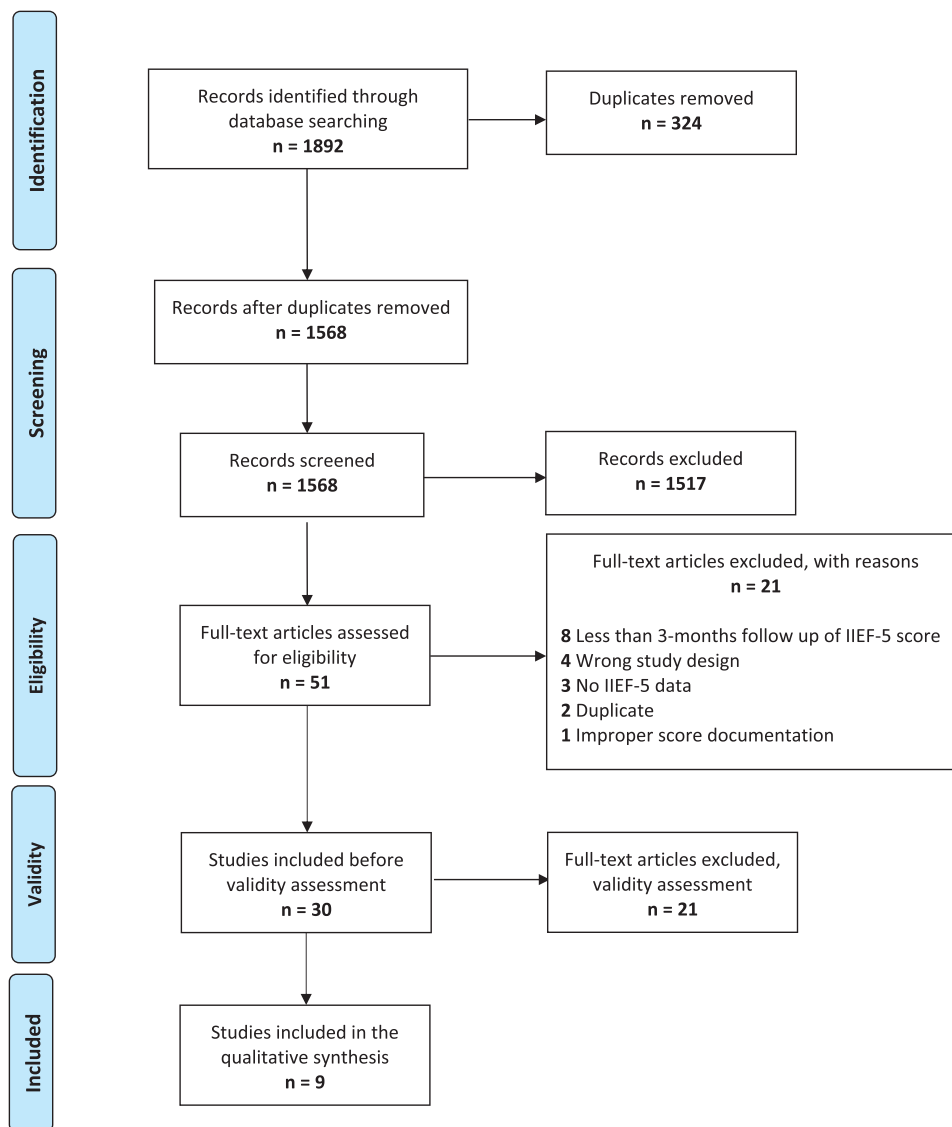 Identification
Records identified through
database searching
n = 1892
Duplicates removed
n = 324
Screening
Records after duplicates removed
n = 1568
Records screened
n = 1568
Records excluded
n = 1517
Eligibility
Full-text articles assessed
for eligibility
n = 51
Full-text articles excluded, with reasons
n = 21
8 Less than 3-months follow up of IIEF-5 score
4 Wrong study design
3 No IIEF-5 data
2 Duplicate
1 Improper score documentation
Validity
Studies included before
validity assessment
n = 30
Full-text articles excluded,
validity assessment
n = 21
Included
Studies included in the
qualitative synthesis
n = 9